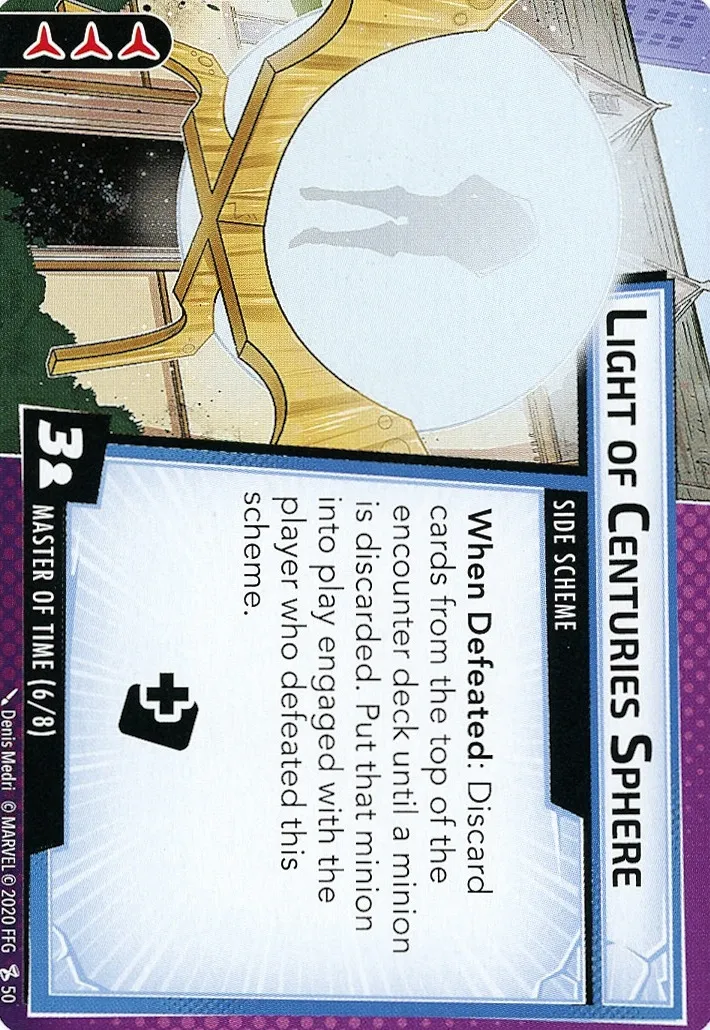 LIGHT OF CENTURIES SPHERE
SIDE SCHEME
When Defeated: Discard
cards from the top of the
encounter deck until a minion
is discarded. Put that minion
into play engaged with the
player who defeated this
scheme.
3
MASTER OF TIME (6/8)
Denis Medri © MARVEL © 2020 FFG 50